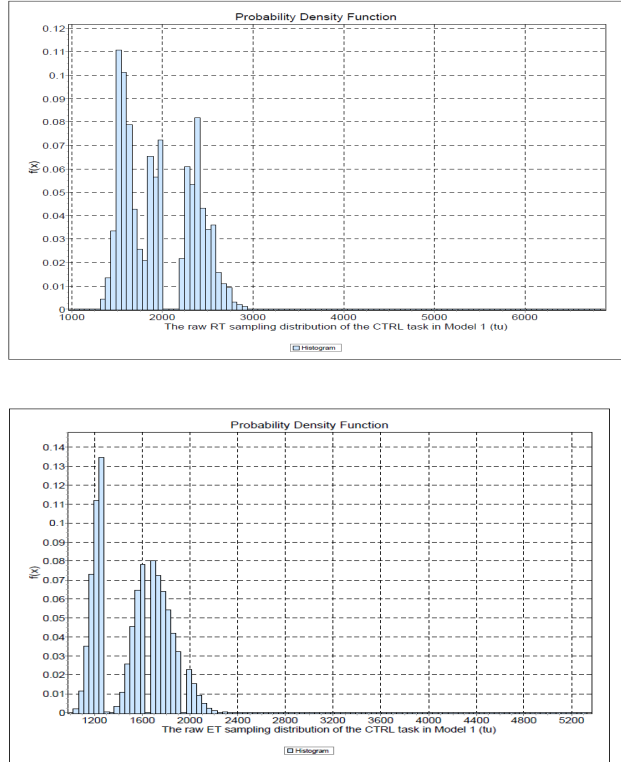 Probability Density Function
0.12
0.11
0.1
0.09
0.08
0.07
f(x)
0.06
0.05
0.04
0.03
0.02
0.01
0
1000 2000 3000 4000 5000 6000
The raw RT sampling distribution of the CTRL task in Model 1 (tu)
Histogram
Probability Density Function
0.14
0.13
0.12
0.11
0.1
0.09
0.08
f(x)
0.07
0.06
0.05
0.04
0.03
0.02
0.01
0
1200 1600 2000 2400 2800 3200 3600 4000 4400 4800 5200
The raw ET sampling distribution of the CTRL task in Model 1 (tu)
Histogram